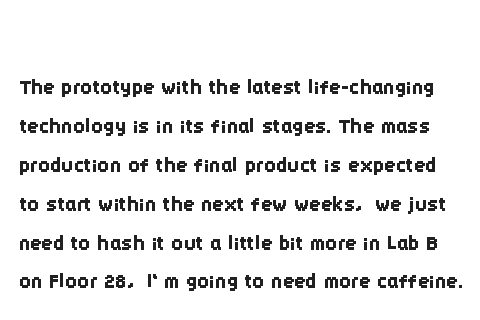 The prototype with the latest life-changing
technology is in its final stages. The mass
production of the final product is expected
to start within the next few weeks, we just
need to hash it out a little bit more in Lab B
on Floor 28, I‘m going to need more caffeine.